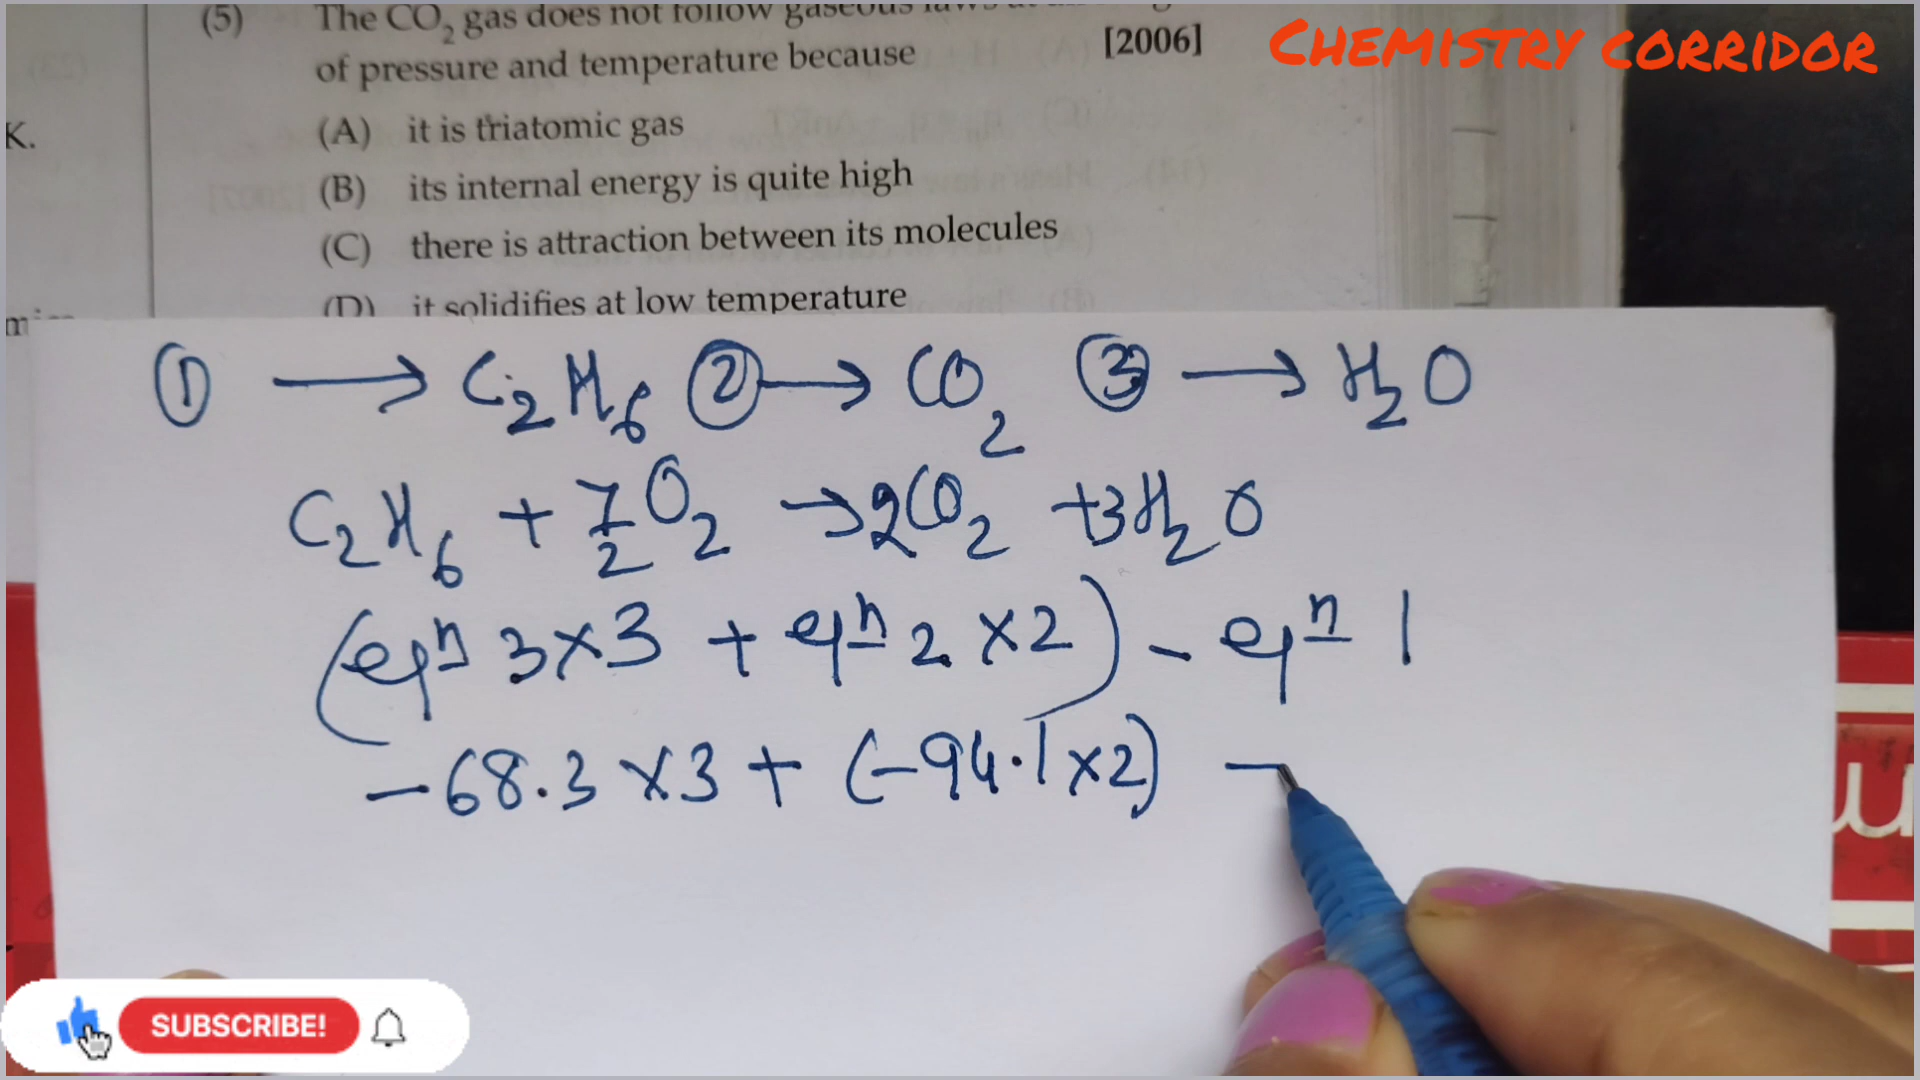 (5) The CO₂ gas does not follow gaseous laws at
of pressure and temperature because [2006]
CHEMISTRY CORRIDOR
K.
(A) it is triatomic gas
(B) its internal energy is quite high
(C) there is attraction between its molecules
(D) it solidifies at low temperature
① → C₂H₆ ② → CO₂ ③ → H₂O
C₂H₆ + 7/2 O₂ → 2CO₂ + 3H₂O
(eqn 3 × 3 + eqn 2 × 2) - eqn 1
-68.3 × 3 + (-94.1 × 2) -
SUBSCRIBE!